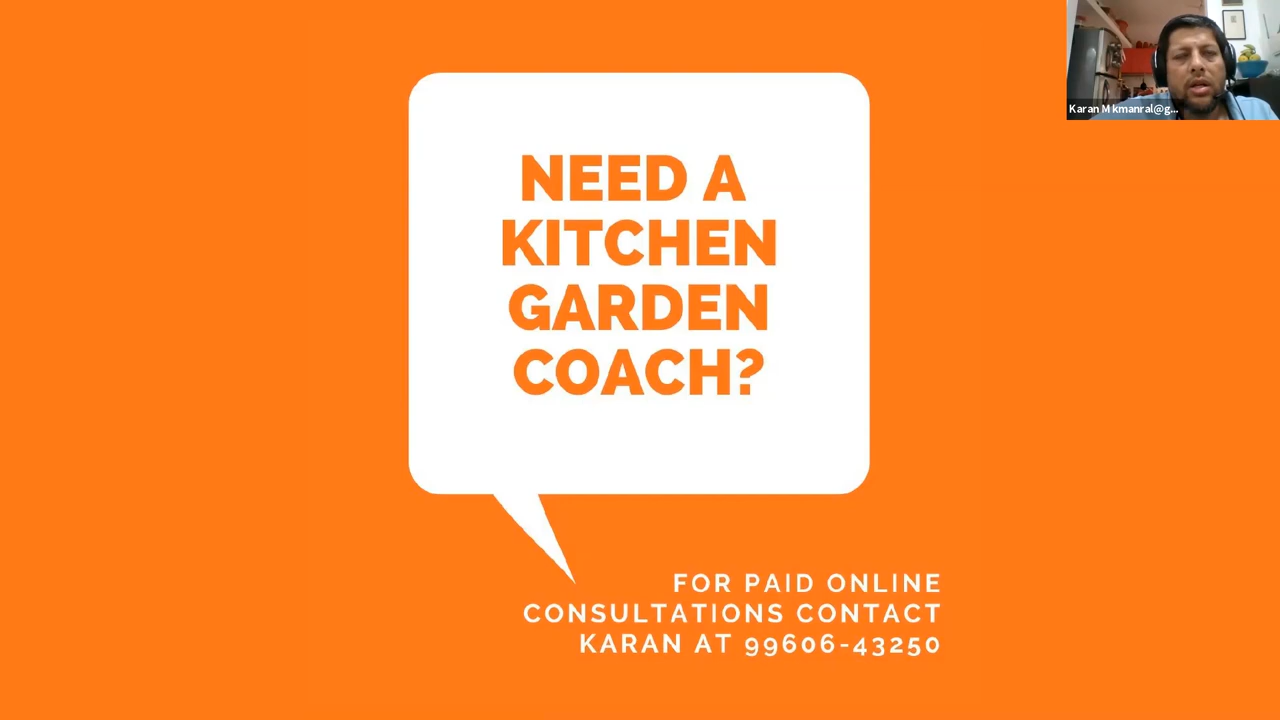 NEED A
KITCHEN
GARDEN
COACH?
FOR PAID ONLINE
CONSULTATIONS CONTACT
KARAN AT 99606-43250
Karan M kmanral@g...